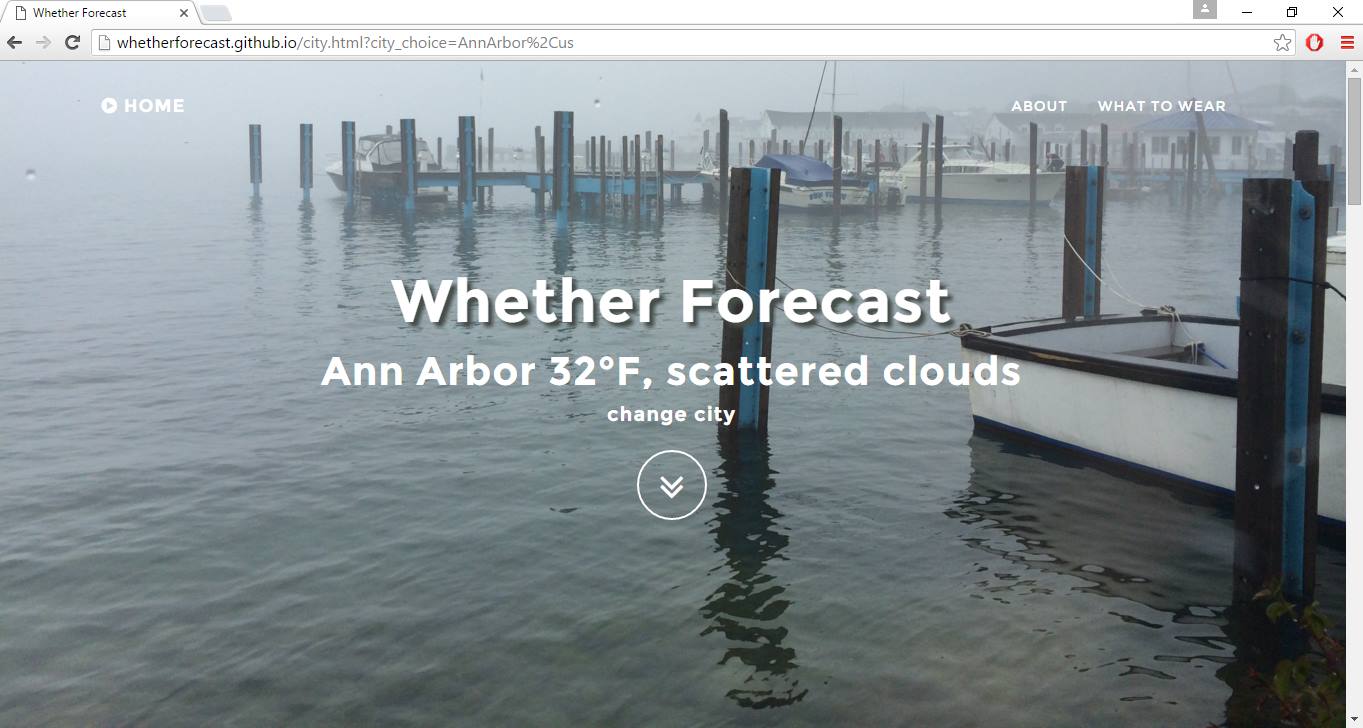 Whether Forecast
whetherforecast.github.io/city.html?city_choice=AnnArbor%2Cus
HOME
ABOUT
WHAT TO WEAR
Whether Forecast
Ann Arbor 32°F, scattered clouds
change city